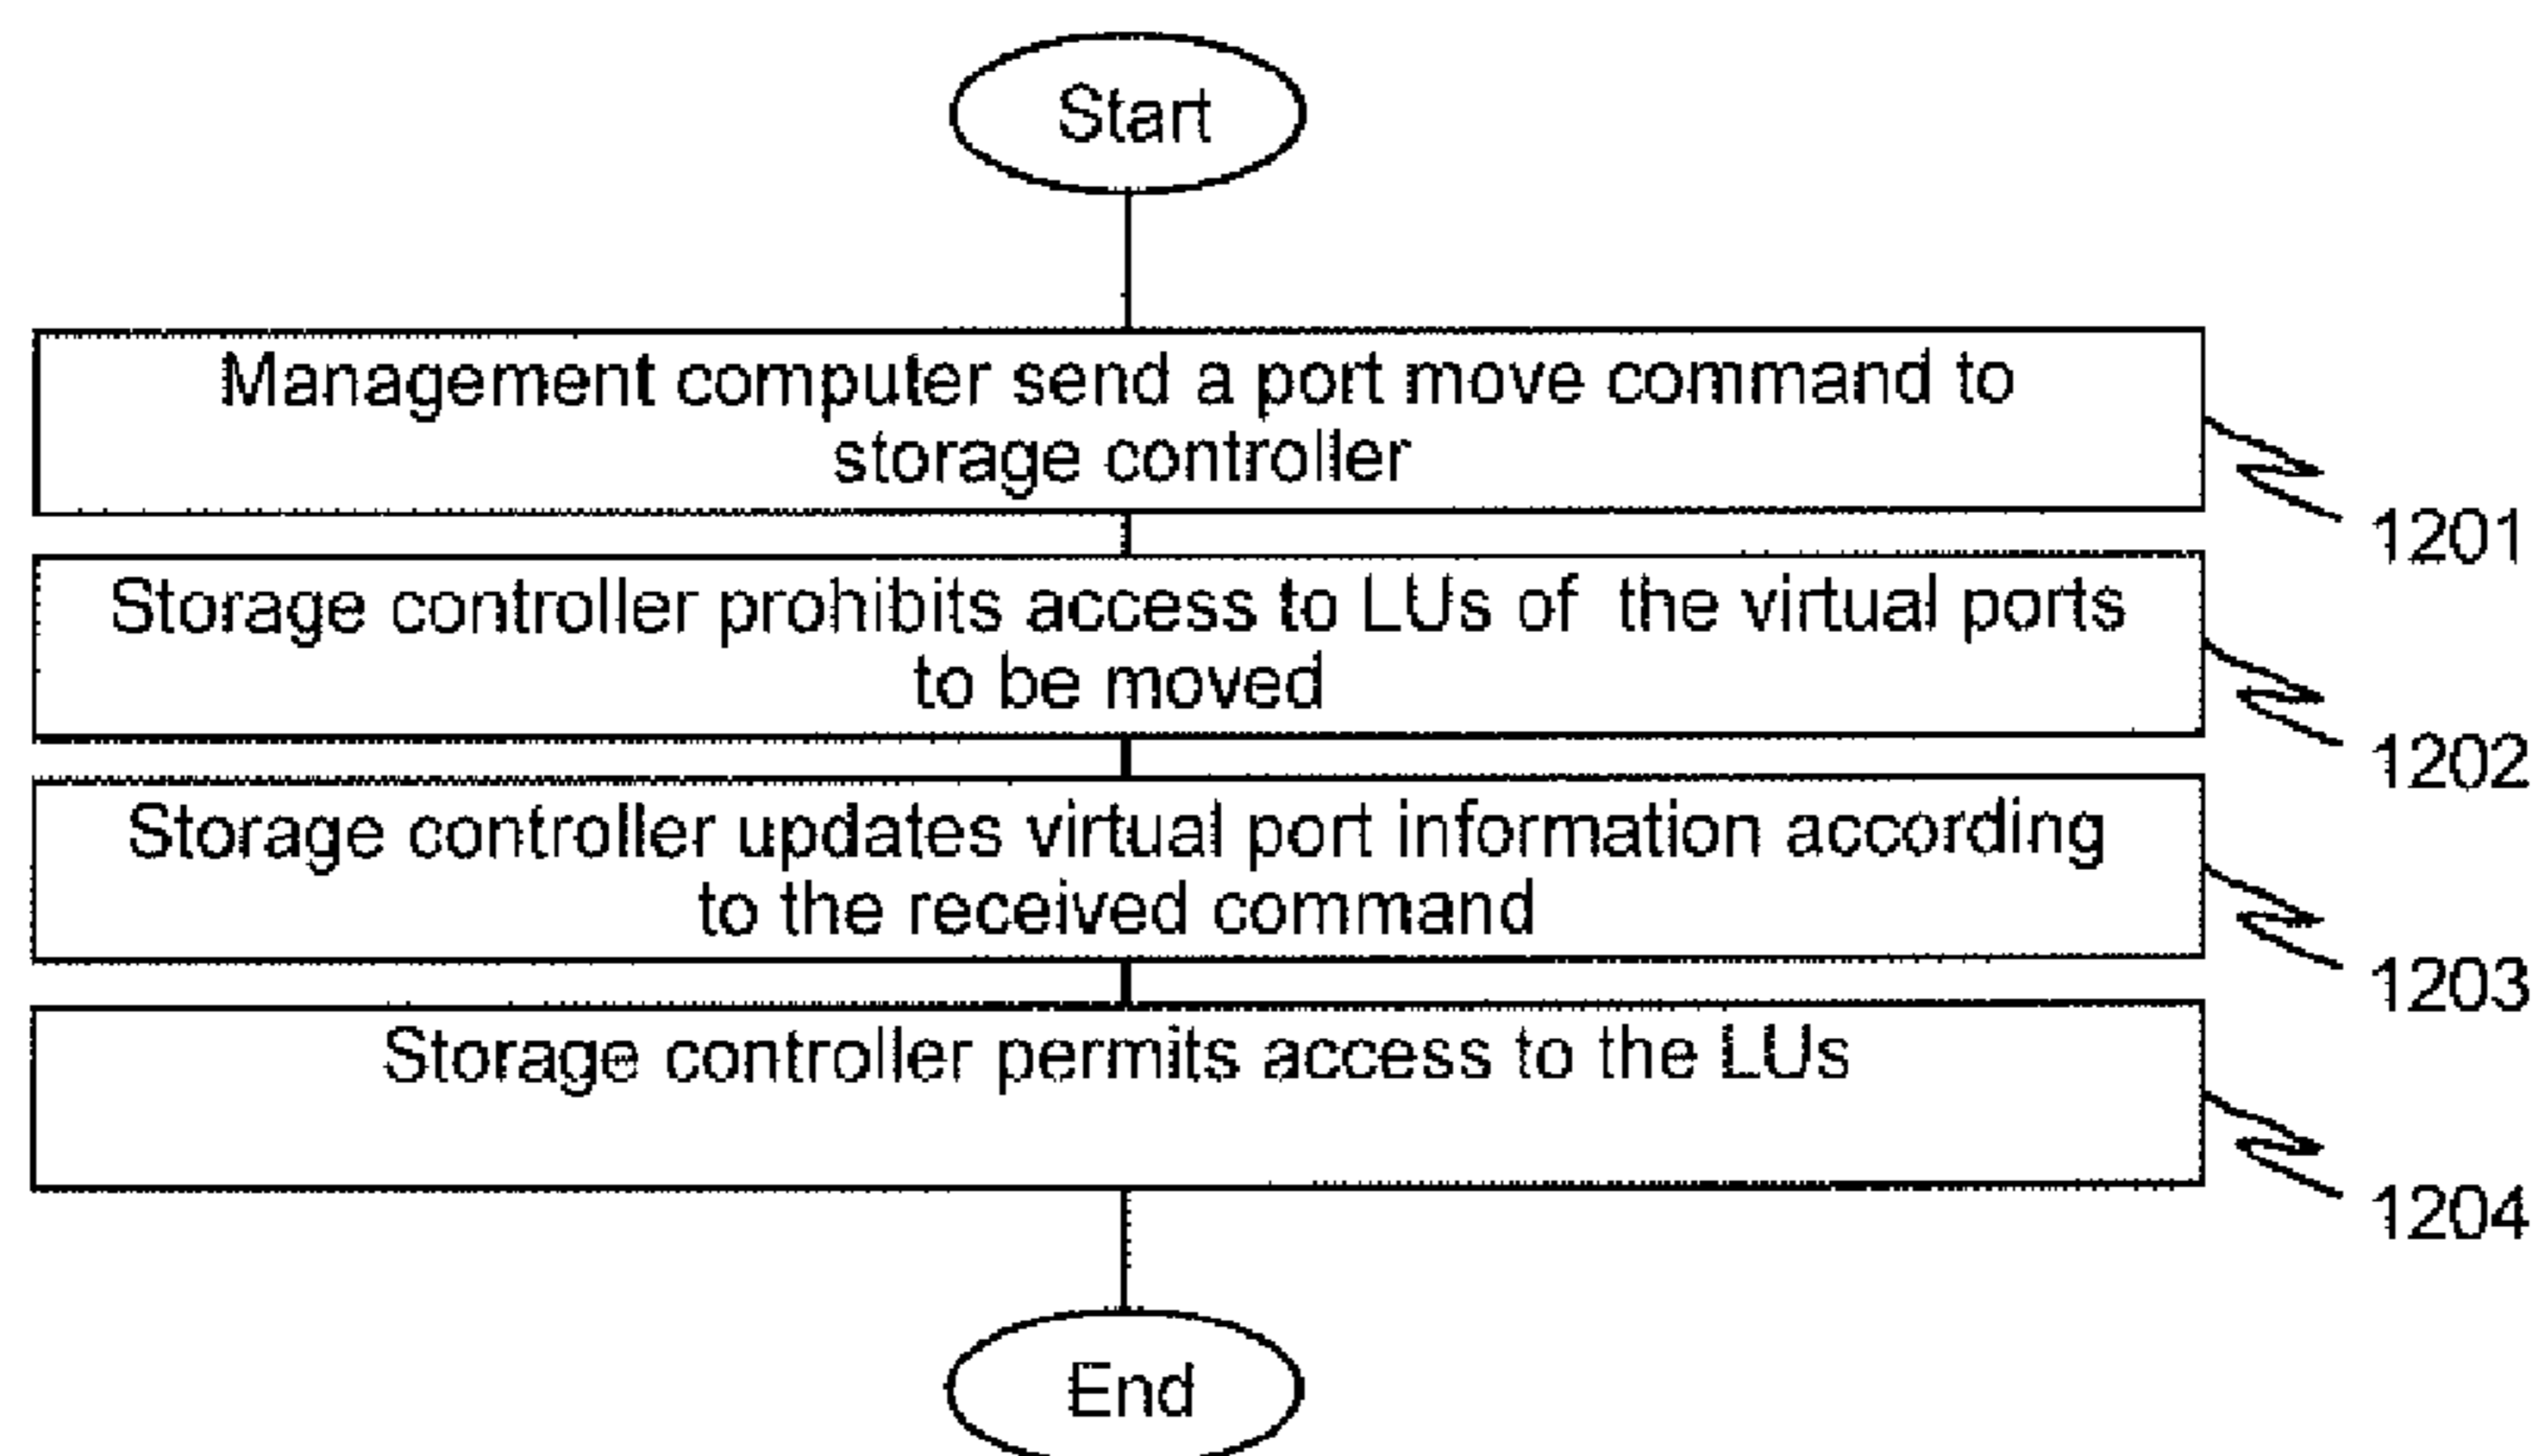 Start
Management computer send a port move command to
storage controller
1201
Storage controller prohibits access to LUs of the virtual ports
to be moved
1202
Storage controller updates virtual port information according
to the received command
1203
Storage controller permits access to the LUs
1204
End